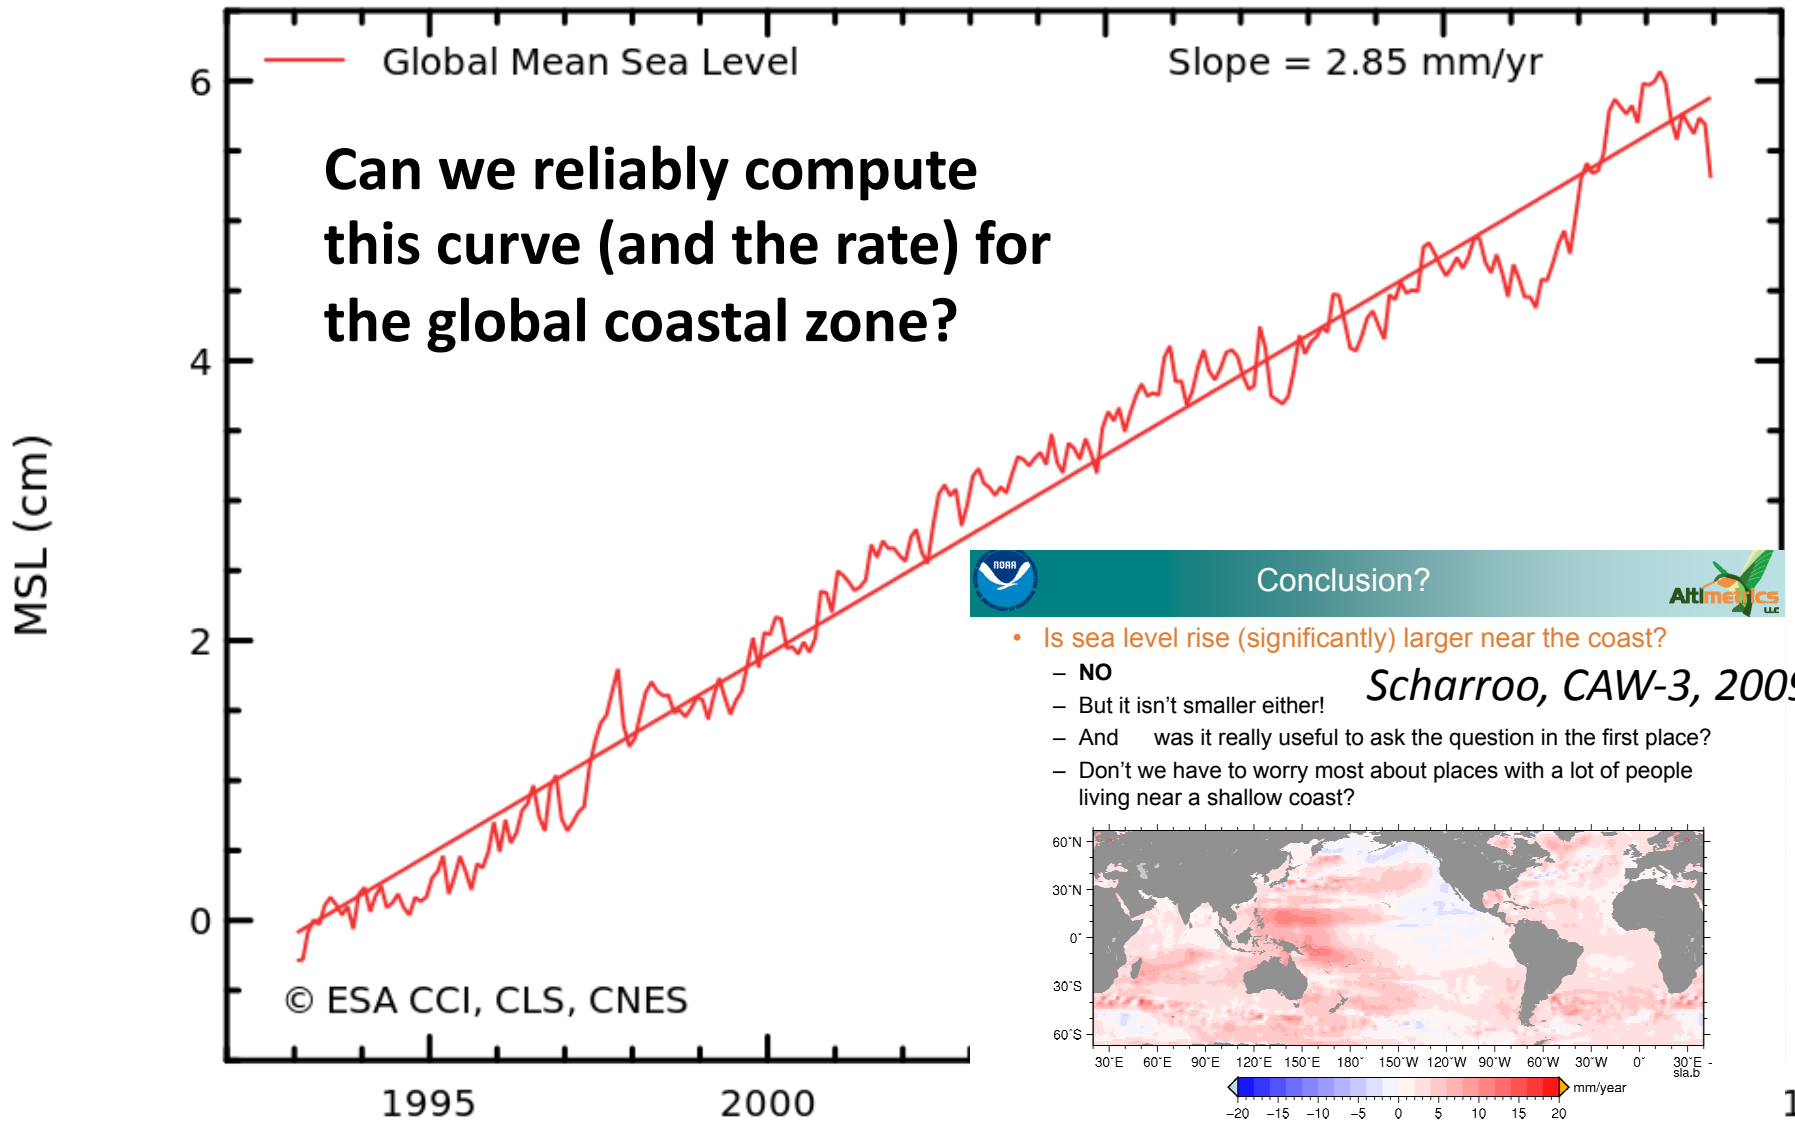 Global Mean Sea Level
Slope = 2.85 mm/yr
6
Can we reliably compute
this curve (and the rate) for
the global coastal zone?
4
MSL (cm)
NOAA
Conclusion?
Altimetrics
LLC
2
• Is sea level rise (significantly) larger near the coast?
– NO
Scharroo, CAW-3, 2009
– But it isn't smaller either!
– And was it really useful to ask the question in the first place?
– Don't we have to worry most about places with a lot of people
living near a shallow coast?
60°N
30°N
0°
30°S
60°S
0
© ESA CCI, CLS, CNES
30°E 60°E 90°E 120°E 150°E 180° 150°W 120°W 90°W 60°W 30°W 0° 30°E
sla.b
mm/year
−20 −15 −10 −5 0 5 10 15 20
1995 2000 1